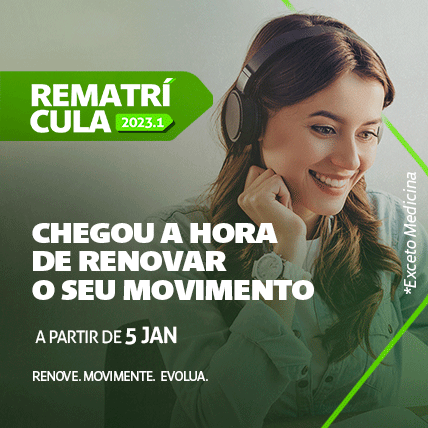 REMATRÍ
CULA 2023.1
CHEGOU A HORA
DE RENOVAR
O SEU MOVIMENTO
A PARTIR DE 5 JAN
RENOVE. MOVIMENTE. EVOLUA.
*Exceto Medicina